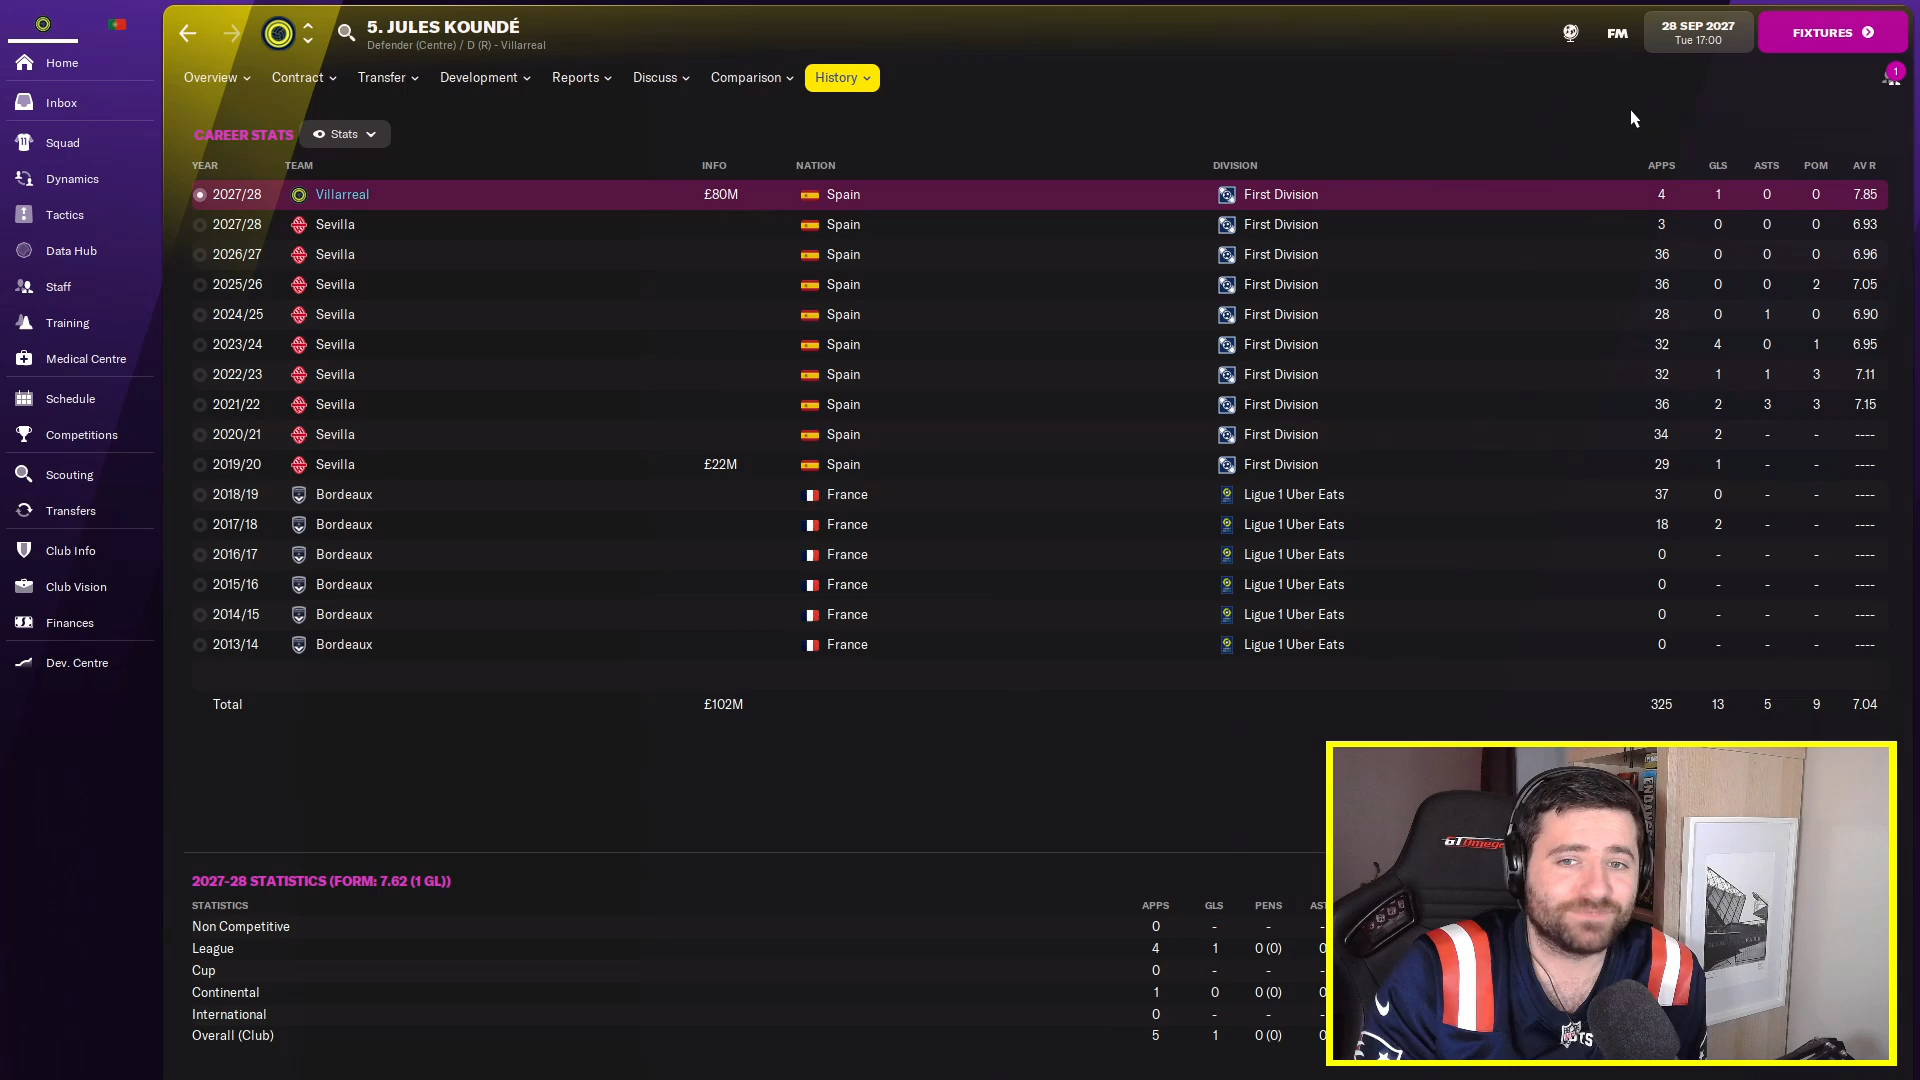 5. JULES KOUNDÉ
Defender (Centre) / D (R) - Villarreal
FM
28 SEP 2027
Tue 17:00
FIXTURES
1
Overview Contract Transfer Development Reports Discuss Comparison History
Home
Inbox
Squad
Dynamics
Tactics
Data Hub
Staff
Training
Medical Centre
Schedule
Competitions
Scouting
Transfers
Club Info
Club Vision
Finances
Dev. Centre
CAREER STATS Stats
YEAR TEAM INFO NATION DIVISION APPS GLS ASTS POM AV R
2027/28 Villarreal £80M Spain First Division 4 1 0 0 7.85
2027/28 Sevilla Spain First Division 3 0 0 0 6.93
2026/27 Sevilla Spain First Division 36 0 0 0 6.96
2025/26 Sevilla Spain First Division 36 0 0 2 7.05
2024/25 Sevilla Spain First Division 28 0 1 0 6.90
2023/24 Sevilla Spain First Division 32 4 0 1 6.95
2022/23 Sevilla Spain First Division 32 1 1 3 7.11
2021/22 Sevilla Spain First Division 36 2 3 3 7.15
2020/21 Sevilla Spain First Division 34 2 - - ----
2019/20 Sevilla £22M Spain First Division 29 1 - - ----
2018/19 Bordeaux France Ligue 1 Uber Eats 37 0 - - ----
2017/18 Bordeaux France Ligue 1 Uber Eats 18 2 - - ----
2016/17 Bordeaux France Ligue 1 Uber Eats 0 - - - ----
2015/16 Bordeaux France Ligue 1 Uber Eats 0 - - - ----
2014/15 Bordeaux France Ligue 1 Uber Eats 0 - - - ----
2013/14 Bordeaux France Ligue 1 Uber Eats 0 - - - ----
Total £102M 325 13 5 9 7.04
2027-28 STATISTICS (FORM: 7.62 (1 GL))
STATISTICS APPS GLS PENS AST
Non Competitive 0 - - -
League 4 1 0 (0) 0
Cup 0 - - -
Continental 1 0 0 (0) 0
International 0 - - -
Overall (Club) 5 1 0 (0) 0
GTOmega
NFL